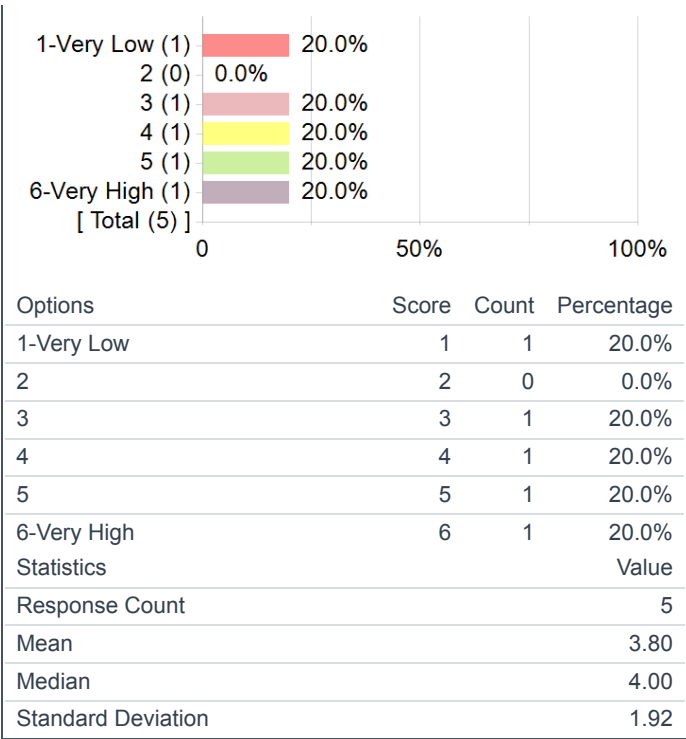 1-Very Low (1) 20.0%
2 (0) 0.0%
3 (1) 20.0%
4 (1) 20.0%
5 (1) 20.0%
6-Very High (1) 20.0%
[ Total (5) ]
0 50% 100%
Options Score Count Percentage
1-Very Low 1 1 20.0%
2 2 0 0.0%
3 3 1 20.0%
4 4 1 20.0%
5 5 1 20.0%
6-Very High 6 1 20.0%
Statistics Value
Response Count 5
Mean 3.80
Median 4.00
Standard Deviation 1.92